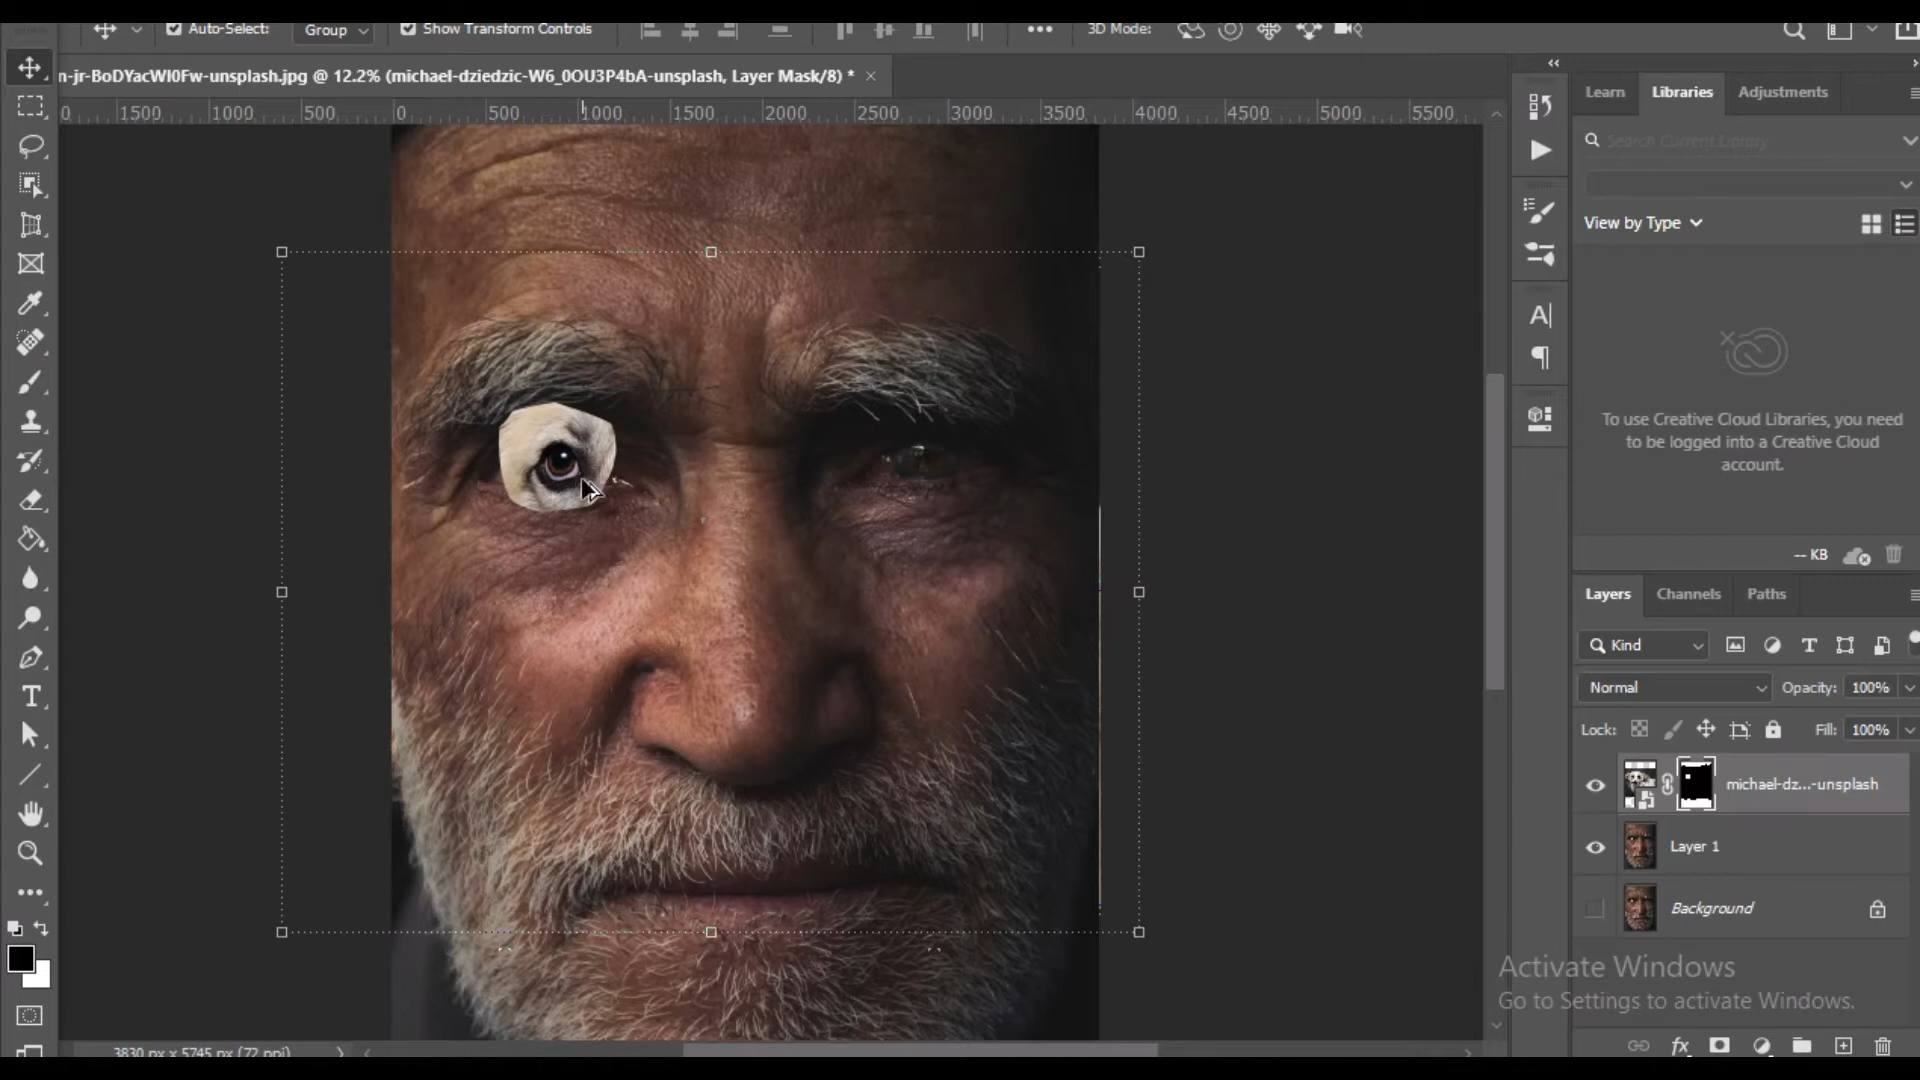 Auto-Select: Group Show Transform Controls 3D Mode:
n-jr-BoDYacWI0Fw-unsplash.jpg @ 12.2% (michael-dziedzic-W6_0OU3P4bA-unsplash, Layer Mask/8) *
0 1500 1000 500 0 500 1000 1500 2000 2500 3000 3500 4000 4500 5000 5500
Learn Libraries Adjustments
Search Current Library
View by Type
To use Creative Cloud Libraries, you need
to be logged into a Creative Cloud
account.
-- KB
Layers Channels Paths
Kind
Normal Opacity: 100%
Lock: Fill: 100%
michael-dz...-unsplash
Layer 1
Background
Activate Windows
Go to Settings to activate Windows.
3830 px x 5745 px (72 ppi)